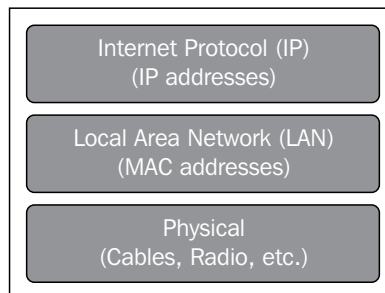 Internet Protocol (IP)
(IP addresses)
Local Area Network (LAN)
(MAC addresses)
Physical
(Cables, Radio, etc.)